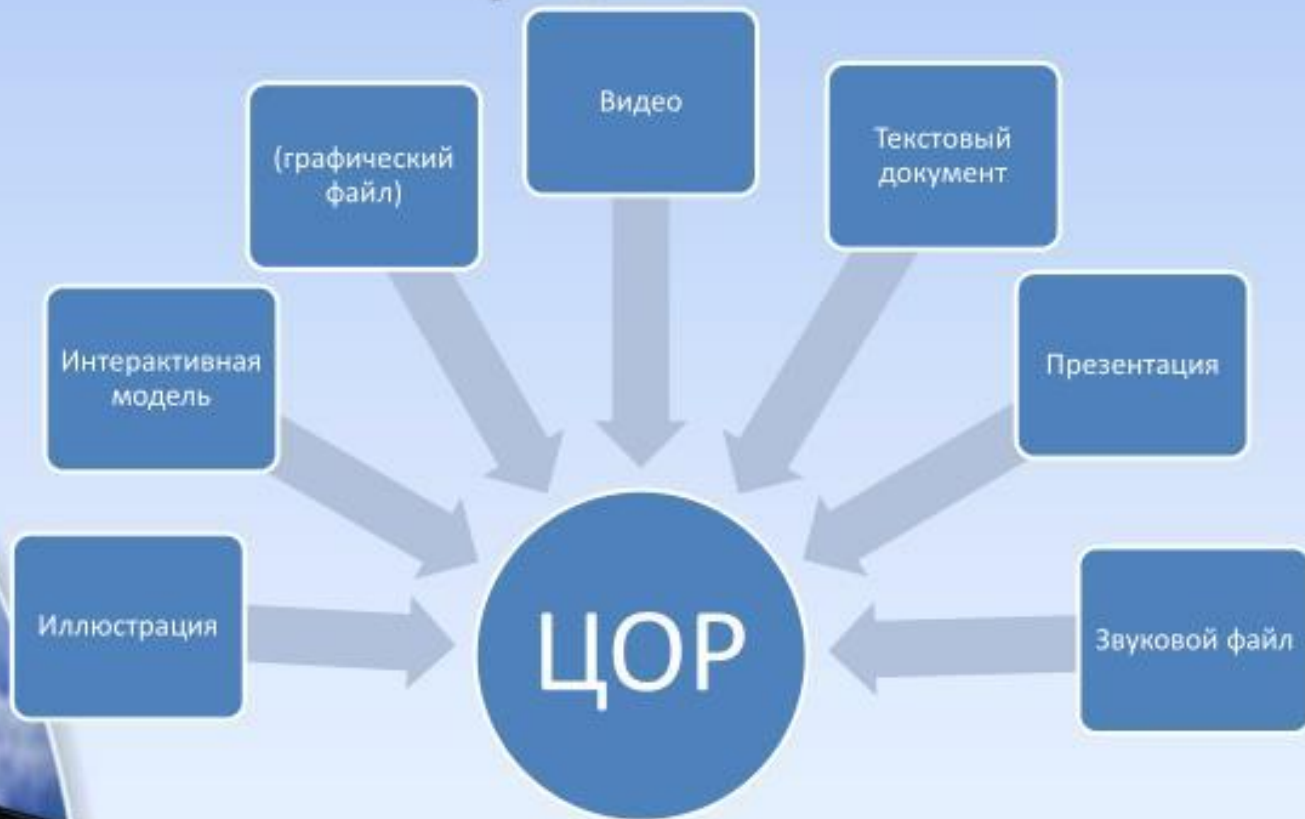 Видео
(графический
файл)
Текстовый
документ
Интерактивная
модель
Презентация
Иллюстрация
Звуковой файл
ЦОР